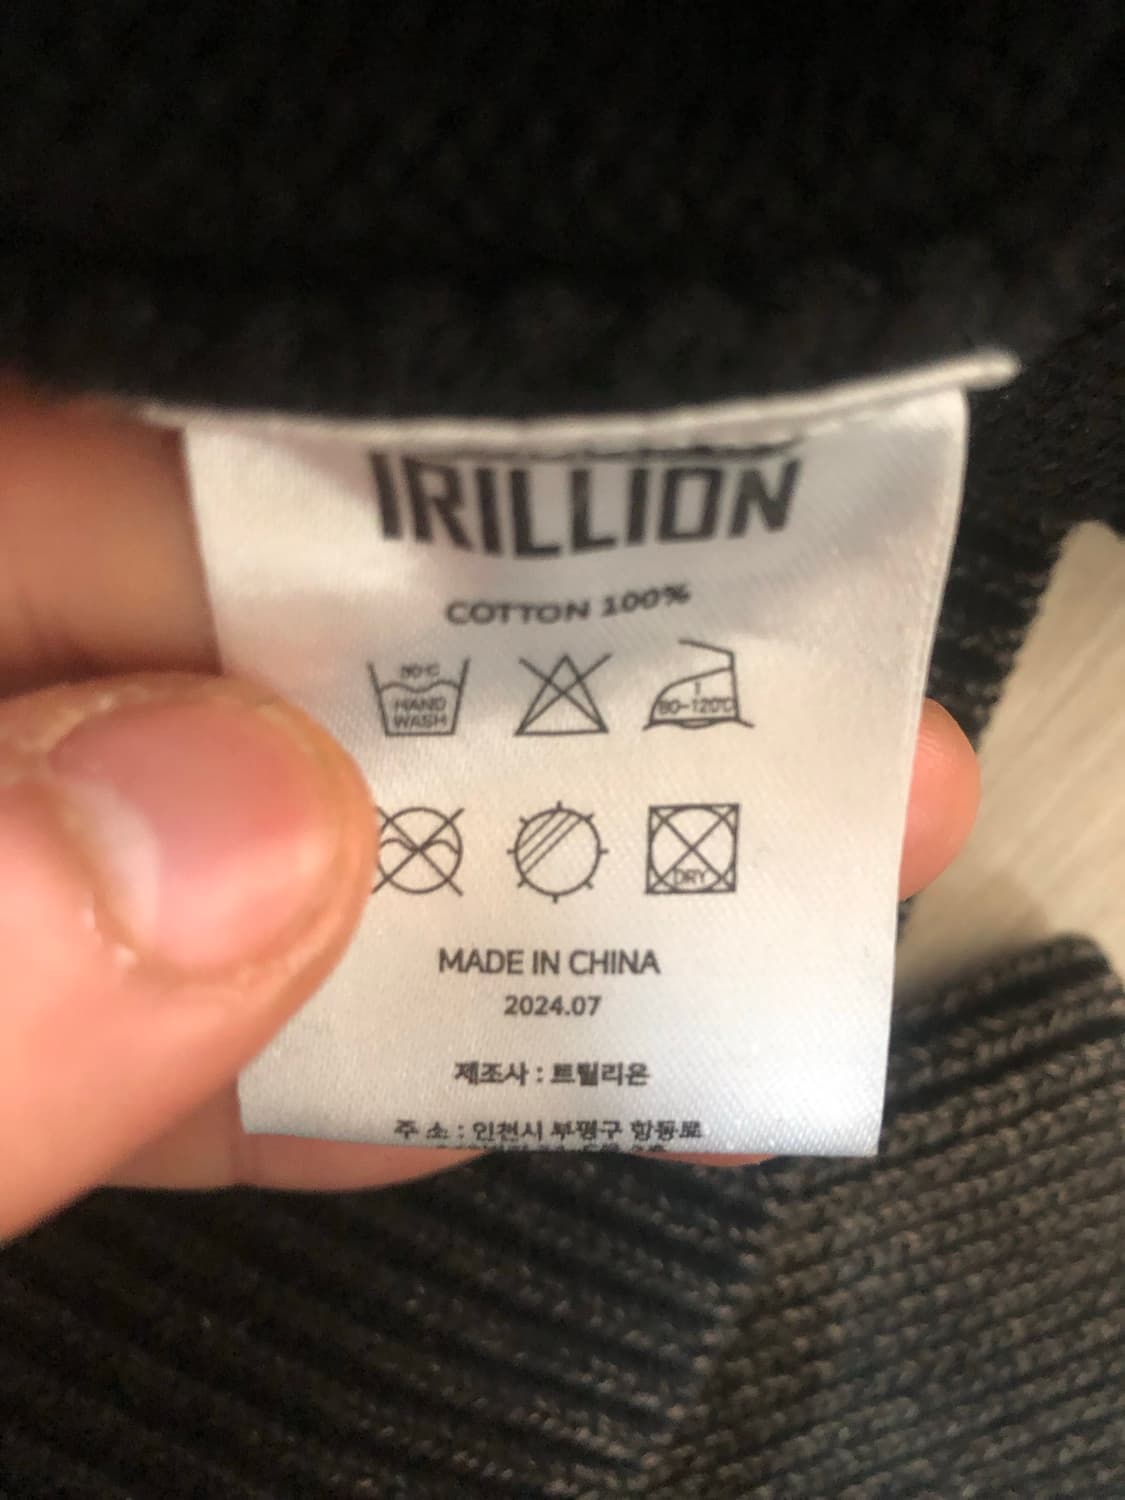 TRILLION
COTTON 100%
30°C
HAND
WASH
80-120°C
DRY
MADE IN CHINA
2024.07
제조사 : 트릴리온
주 소 : 인천시 부평구